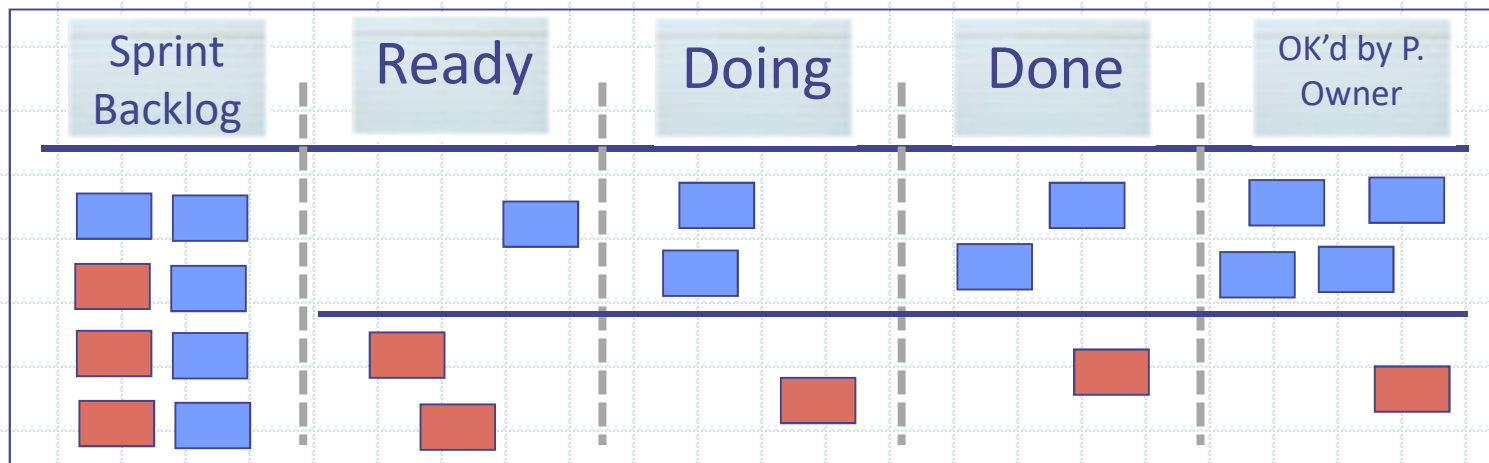 Sprint
Backlog
Ready
Doing
Done
OK’d by P.
Owner